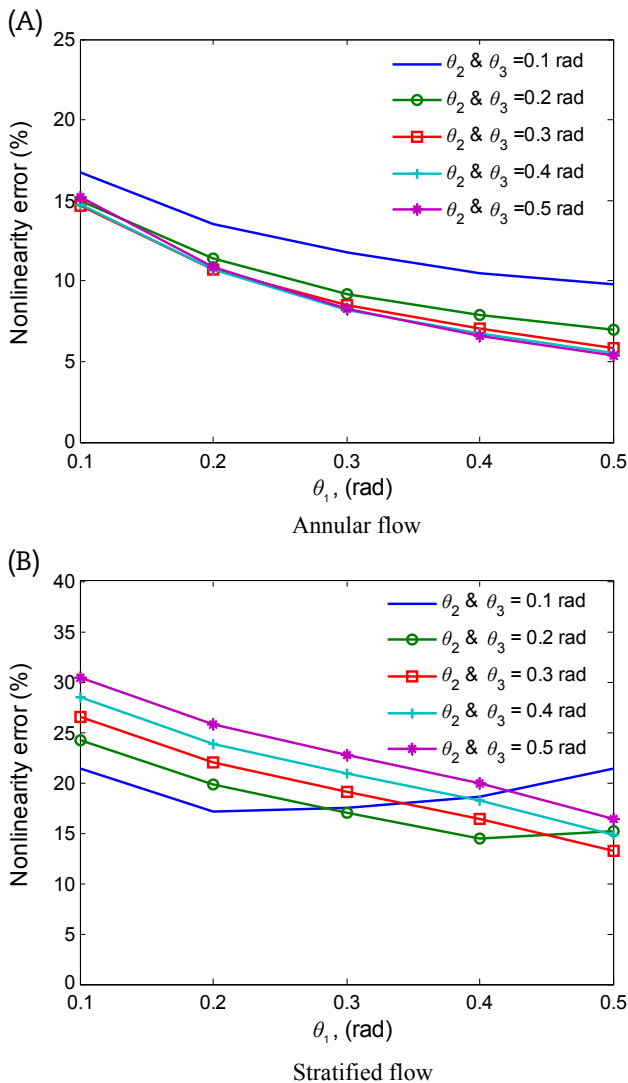 (A)
25
20
15
10
5
0
Nonlinearity error (%)
θ2 & θ3 =0.1 rad
θ2 & θ3 =0.2 rad
θ2 & θ3 =0.3 rad
θ2 & θ3 =0.4 rad
θ2 & θ3 =0.5 rad
0.1 0.2 0.3 0.4 0.5
θ1, (rad)
Annular flow
(B)
40
35
30
25
20
15
10
5
0
Nonlinearity error (%)
θ2 & θ3 = 0.1 rad
θ2 & θ3 = 0.2 rad
θ2 & θ3 = 0.3 rad
θ2 & θ3 = 0.4 rad
θ2 & θ3 = 0.5 rad
0.1 0.2 0.3 0.4 0.5
θ1, (rad)
Stratified flow